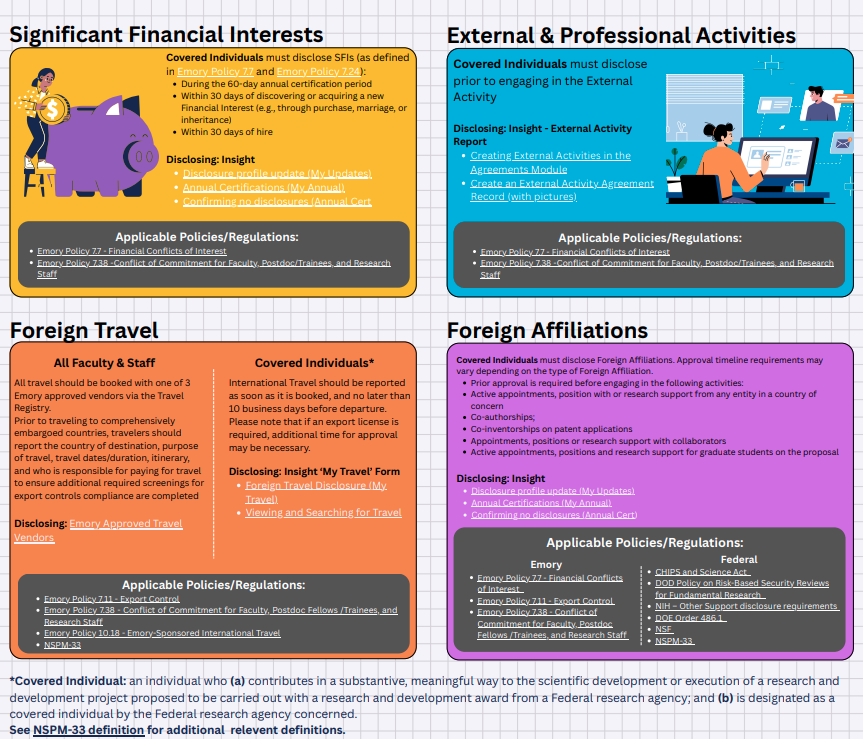 Significant Financial Interests
Covered Individuals must disclose SFIs (as defined
in Emory Policy 7.7 and Emory Policy 7.24):
During the 60-day annual certification period
Within 30 days of discovering or acquiring a new
Financial Interest (e.g., through purchase, marriage, or
inheritance)
Within 30 days of hire
Disclosing: Insight
Disclosure profile update (My Updates)
Annual Certifications (My Annual)
Confirming no disclosures (Annual Cert
Applicable Policies/Regulations:
Emory Policy 7.7 - Financial Conflicts of Interest
Emory Policy 7.38 -Conflict of Commitment for Faculty, Postdoc/Trainees, and Research
Staff
External & Professional Activities
Covered Individuals must disclose
prior to engaging in the External
Activity
Disclosing: Insight - External Activity
Report
Creating External Activities in the
Agreements Module
Create an External Activity Agreement
Record (with pictures)
Applicable Policies/Regulations:
Emory Policy 7.7 - Financial Conflicts of Interest
Emory Policy 7.38 -Conflict of Commitment for Faculty, Postdoc/Trainees, and Research
Staff
Foreign Travel
All Faculty & Staff
All travel should be booked with one of 3
Emory approved vendors via the Travel
Registry.
Prior to traveling to comprehensively
embargoed countries, travelers should
report the country of destination, purpose
of travel, travel dates/duration, itinerary,
and who is responsible for paying for travel
to ensure additional required screenings for
export controls compliance are completed
Disclosing: Emory Approved Travel
Vendors
Covered Individuals*
International Travel should be reported
as soon as it is booked, and no later than
10 business days before departure.
Please note that if an export license is
required, additional time for approval
may be necessary.
Disclosing: Insight ‘My Travel’ Form
Foreign Travel Disclosure (My
Travel)
Viewing and Searching for Travel
Applicable Policies/Regulations:
Emory Policy 7.11 - Export Control
Emory Policy 7.38 - Conflict of Commitment for Faculty, Postdoc Fellows /Trainees, and
Research Staff
Emory Policy 10.18 - Emory-Sponsored International Travel
NSPM-33
Foreign Affiliations
Covered Individuals must disclose Foreign Affiliations. Approval timeline requirements may
vary depending on the type of Foreign Affiliation.
Prior approval is required before engaging in the following activities:
Active appointments, position with or research support from any entity in a country of
concern
Co-authorships;
Co-inventorships on patent applications
Appointments, positions or research support with collaborators
Active appointments, positions and research support for graduate students on the proposal
Disclosing: Insight
Disclosure profile update (My Updates)
Annual Certifications (My Annual)
Confirming no disclosures (Annual Cert)
Applicable Policies/Regulations:
Emory
Emory Policy 7.7 - Financial Conflicts
of Interest
Emory Policy 7.11 - Export Control
Emory Policy 7.38 - Conflict of
Commitment for Faculty, Postdoc
Fellows /Trainees, and Research Staff
Federal
CHIPS and Science Act
DOD Policy on Risk-Based Security Reviews
for Fundamental Research
NIH – Other Support disclosure requirements
DOE Order 486.1
NSF
NSPM-33
*Covered Individual: an individual who (a) contributes in a substantive, meaningful way to the scientific development or execution of a research and
development project proposed to be carried out with a research and development award from a Federal research agency; and (b) is designated as a
covered individual by the Federal research agency concerned.
See NSPM-33 definition for additional relevent definitions.